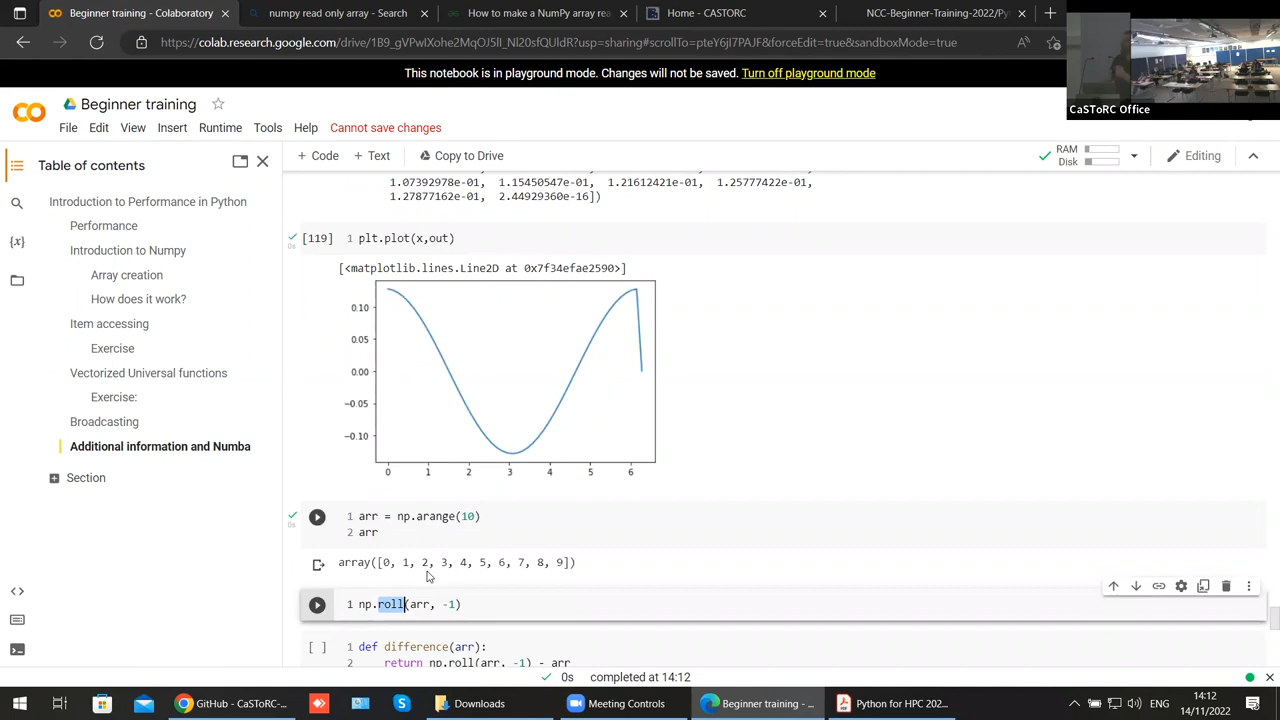 Beginner training - Colaboratory
numpy read only array - Search
How to make a NumPy array rea
Home - CASTORC
NCC-Beginner-Training-2022/Py
https://colab.research.google.com/drive/
?usp=sharing#scrollTo=pteY6jI7PAJF&forceEdit=true&sandboxMode=true
This notebook is in playground mode. Changes will not be saved. Turn off playground mode
CaSToRC Office
Beginner training
File Edit View Insert Runtime Tools Help Cannot save changes
+ Code + Text Copy to Drive
RAM
Disk
Editing
Table of contents
Introduction to Performance in Python
Performance
Introduction to Numpy
Array creation
How does it work?
Item accessing
Exercise
Vectorized Universal functions
Exercise:
Broadcasting
Additional information and Numba
Section
{x}
1.07392978e-01, 1.15450547e-01, 1.21612421e-01, 1.25777422e-01,
1.27877162e-01, 2.44929360e-16])
0s
[119] 1 plt.plot(x,out)
[<matplotlib.lines.Line2D at 0x7f34efae2590>]
0.10
0.05
0.00
−0.05
−0.10
0 1 2 3 4 5 6
0s
1 arr = np.arange(10)
2 arr
array([0, 1, 2, 3, 4, 5, 6, 7, 8, 9])
1 np.roll(arr, -1)
[ ] 1 def difference(arr):
2 return np.roll(arr, -1) - arr
0s completed at 14:12
GitHub - CaSToRC-...
Downloads
Meeting Controls
Beginner training - ...
Python for HPC 202...
ENG
14:12
14/11/2022